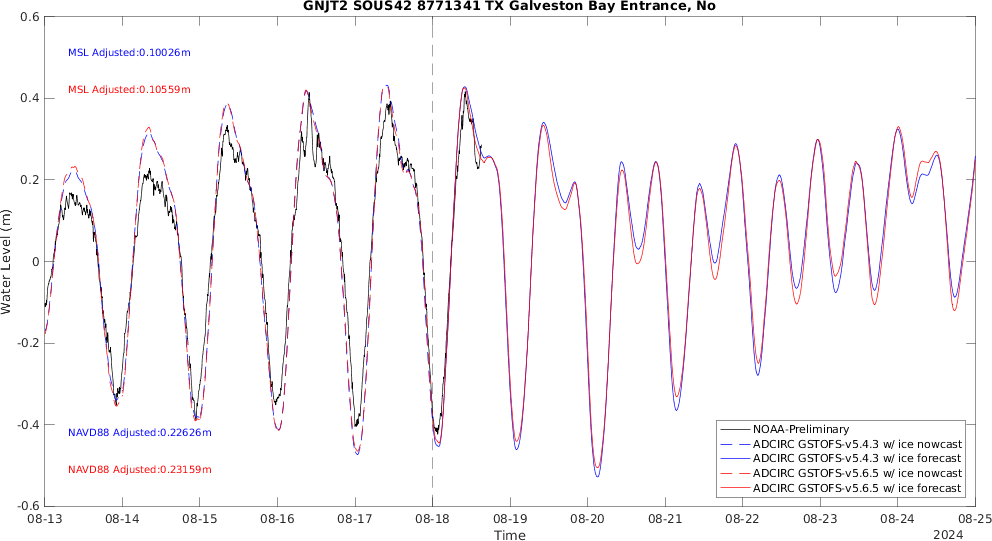 GNJT2 SOUS42 8771341 TX Galveston Bay Entrance, No
0.6
0.4
0.2
0
-0.2
-0.4
-0.6
Water Level (m)
MSL Adjusted:0.10026m
MSL Adjusted:0.10559m
NAVD88 Adjusted:0.22626m
NAVD88 Adjusted:0.23159m
NOAA-Preliminary
ADCIRC GSTOFS-v5.4.3 w/ ice nowcast
ADCIRC GSTOFS-v5.4.3 w/ ice forecast
ADCIRC GSTOFS-v5.6.5 w/ ice nowcast
ADCIRC GSTOFS-v5.6.5 w/ ice forecast
08-13 08-14 08-15 08-16 08-17 08-18 08-19 08-20 08-21 08-22 08-23 08-24 08-25
Time
2024